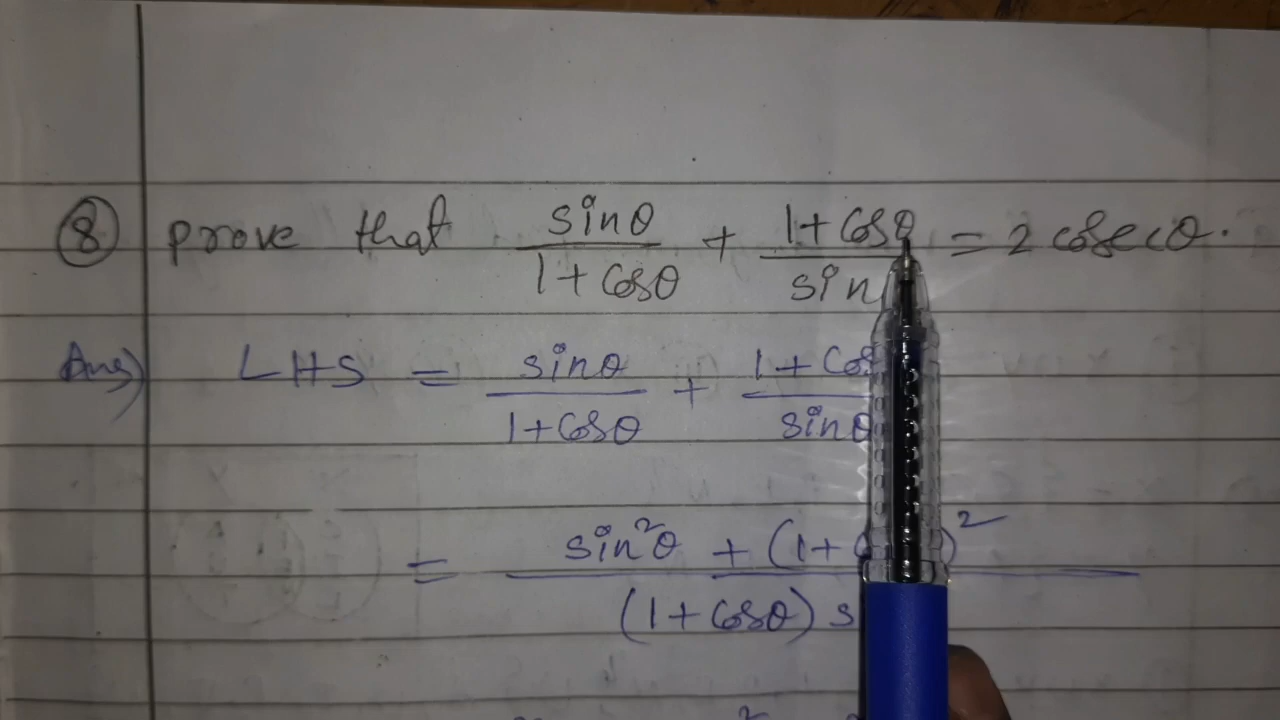 ⑧ prove that sinθ/1+cosθ + 1+cosθ/sin = 2 cosecθ.
Ans) LHS = sinθ/1+cosθ + 1+cos/sinθ
= sin²θ + (1+ )²/(1+cosθ) s